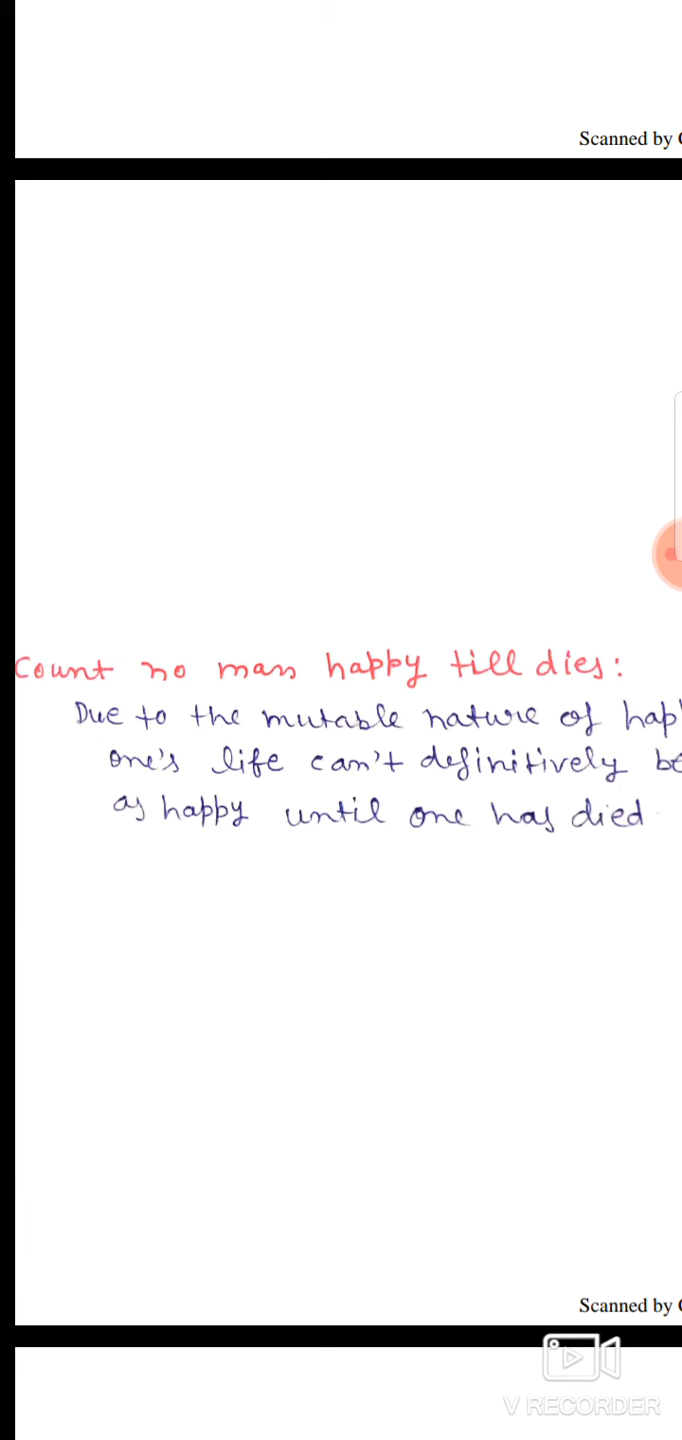 Scanned by
Count no man happy till dies:
Due to the mutable nature of
one's life can't definitively be
as happy until one has died
Scanned by
V RECORDER